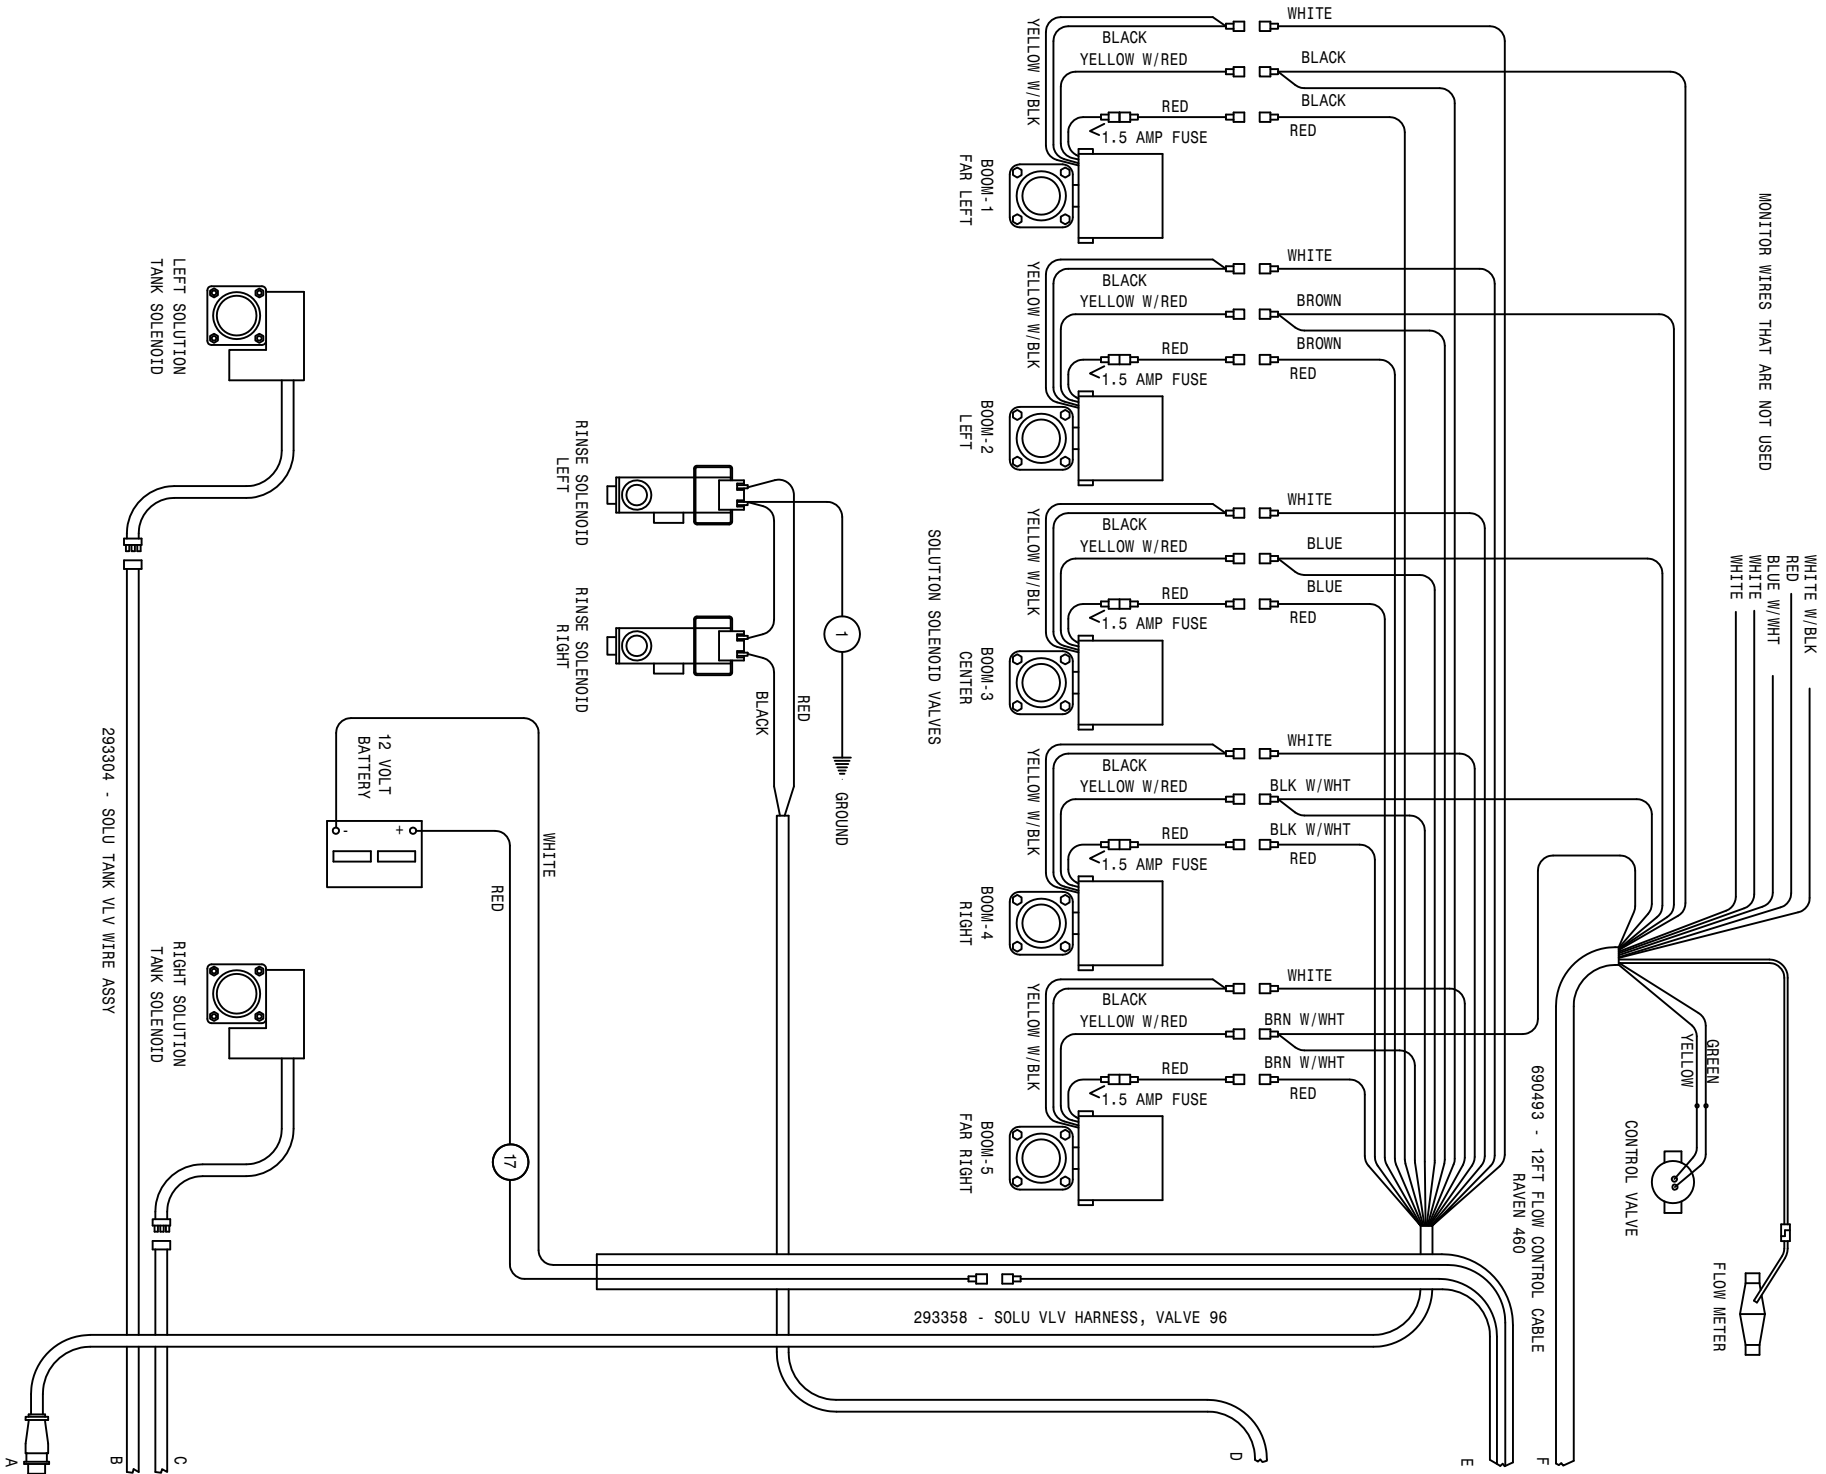 WHITE
BLACK
YELLOW W/RED
YELLOW W/BLK
BLACK
BLACK
RED
RED
1.5 AMP FUSE
BOOM-1
FAR LEFT
WHITE
BLACK
YELLOW W/RED
YELLOW W/BLK
BROWN
BROWN
RED
RED
1.5 AMP FUSE
BOOM-2
LEFT
WHITE
BLACK
YELLOW W/RED
YELLOW W/BLK
BLUE
BLUE
RED
RED
1.5 AMP FUSE
BOOM-3
CENTER
WHITE
BLACK
YELLOW W/RED
YELLOW W/BLK
BLK W/WHT
BLK W/WHT
RED
RED
1.5 AMP FUSE
BOOM-4
RIGHT
WHITE
BLACK
YELLOW W/RED
YELLOW W/BLK
BRN W/WHT
BRN W/WHT
RED
RED
1.5 AMP FUSE
BOOM-5
FAR RIGHT
SOLUTION SOLENOID VALVES
MONITOR WIRES THAT ARE NOT USED
WHITE W/BLK
RED
BLUE W/WHT
WHITE
WHITE
GREEN
YELLOW
CONTROL VALVE
FLOW METER
690493 - 12FT FLOW CONTROL CABLE
RAVEN 460
LEFT SOLUTION
TANK SOLENOID
RINSE SOLENOID
LEFT
RINSE SOLENOID
RIGHT
1
RED
BLACK
GROUND
12 VOLT
BATTERY
- +
WHITE
RED
17
RIGHT SOLUTION
TANK SOLENOID
293304 - SOLU TANK VLV WIRE ASSY
293358 - SOLU VLV HARNESS, VALVE 96
A
B
C
D
E
F